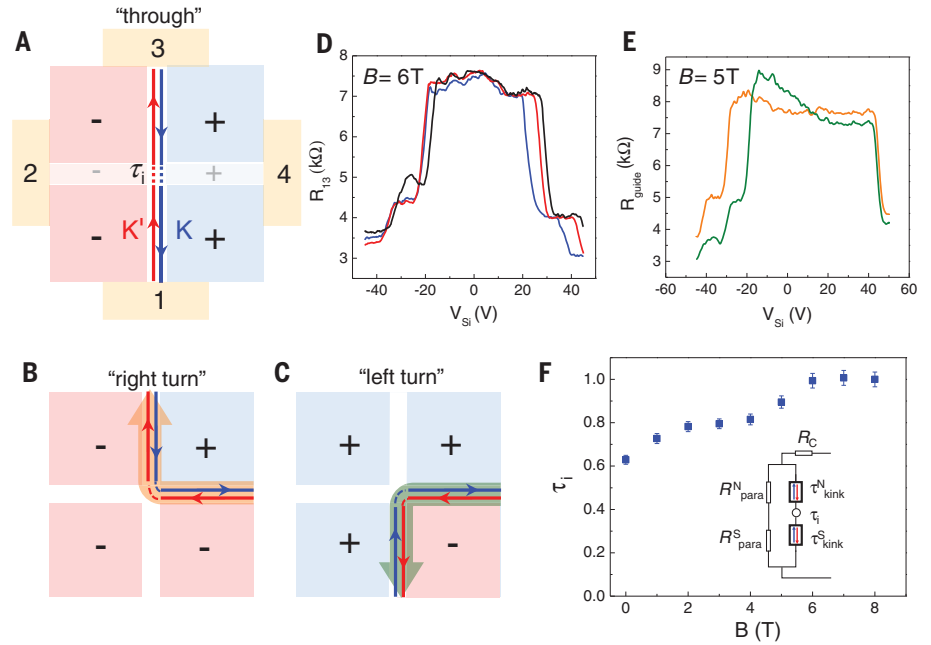 A
"through"
3
-
+
2
-
τi
+
4
-
K'
K
+
1
D
B= 6T
R13 (kΩ)
8
7
6
5
4
3
-40
-20
0
20
40
VSi (V)
E
B= 5T
Rguide (kΩ)
9
8
7
6
5
4
3
-60
-40
-20
0
20
40
60
VSi (V)
B
"right turn"
-
+
-
-
C
"left turn"
+
+
+
-
F
τi
1.0
0.8
0.6
0.4
0.2
0.0
0
2
4
6
8
B (T)
RC
RNpara
τNkink
τi
RSpara
τSkink